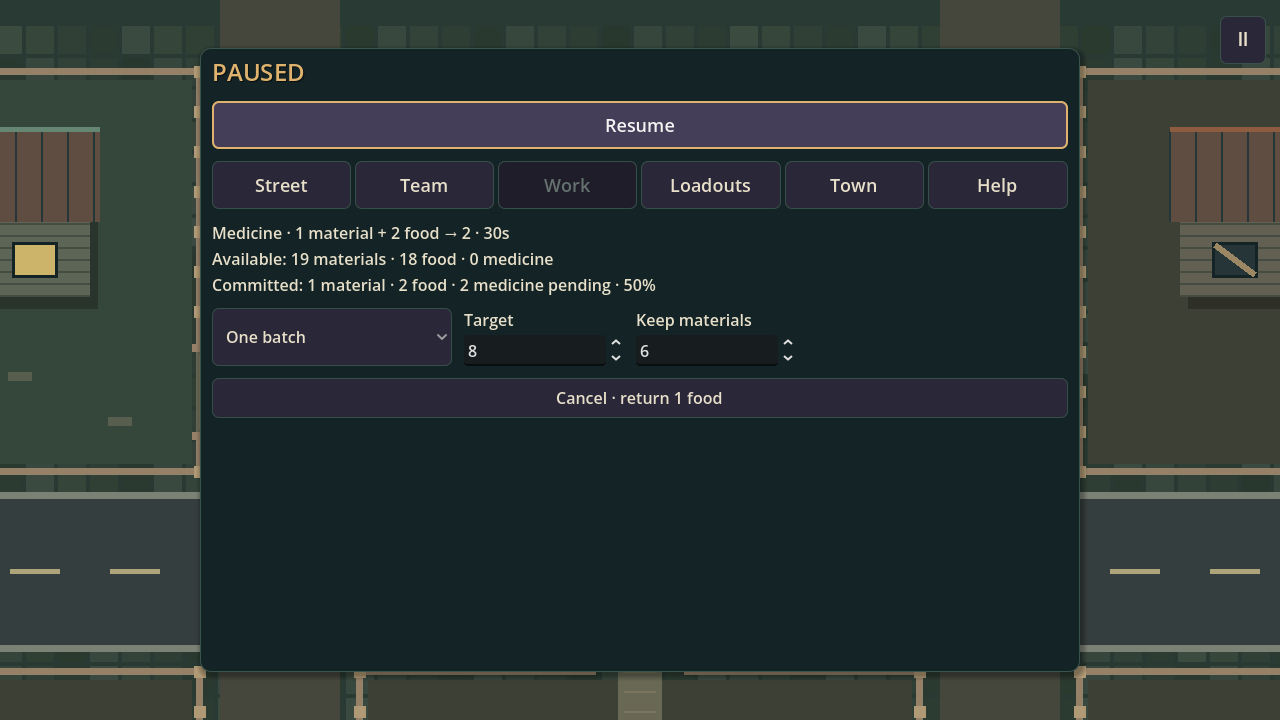 PAUSED
Resume
Street Team Work Loadouts Town Help
Medicine · 1 material + 2 food → 2 · 30s
Available: 19 materials · 18 food · 0 medicine
Committed: 1 material · 2 food · 2 medicine pending · 50%
One batch
Target
8
Keep materials
6
Cancel · return 1 food